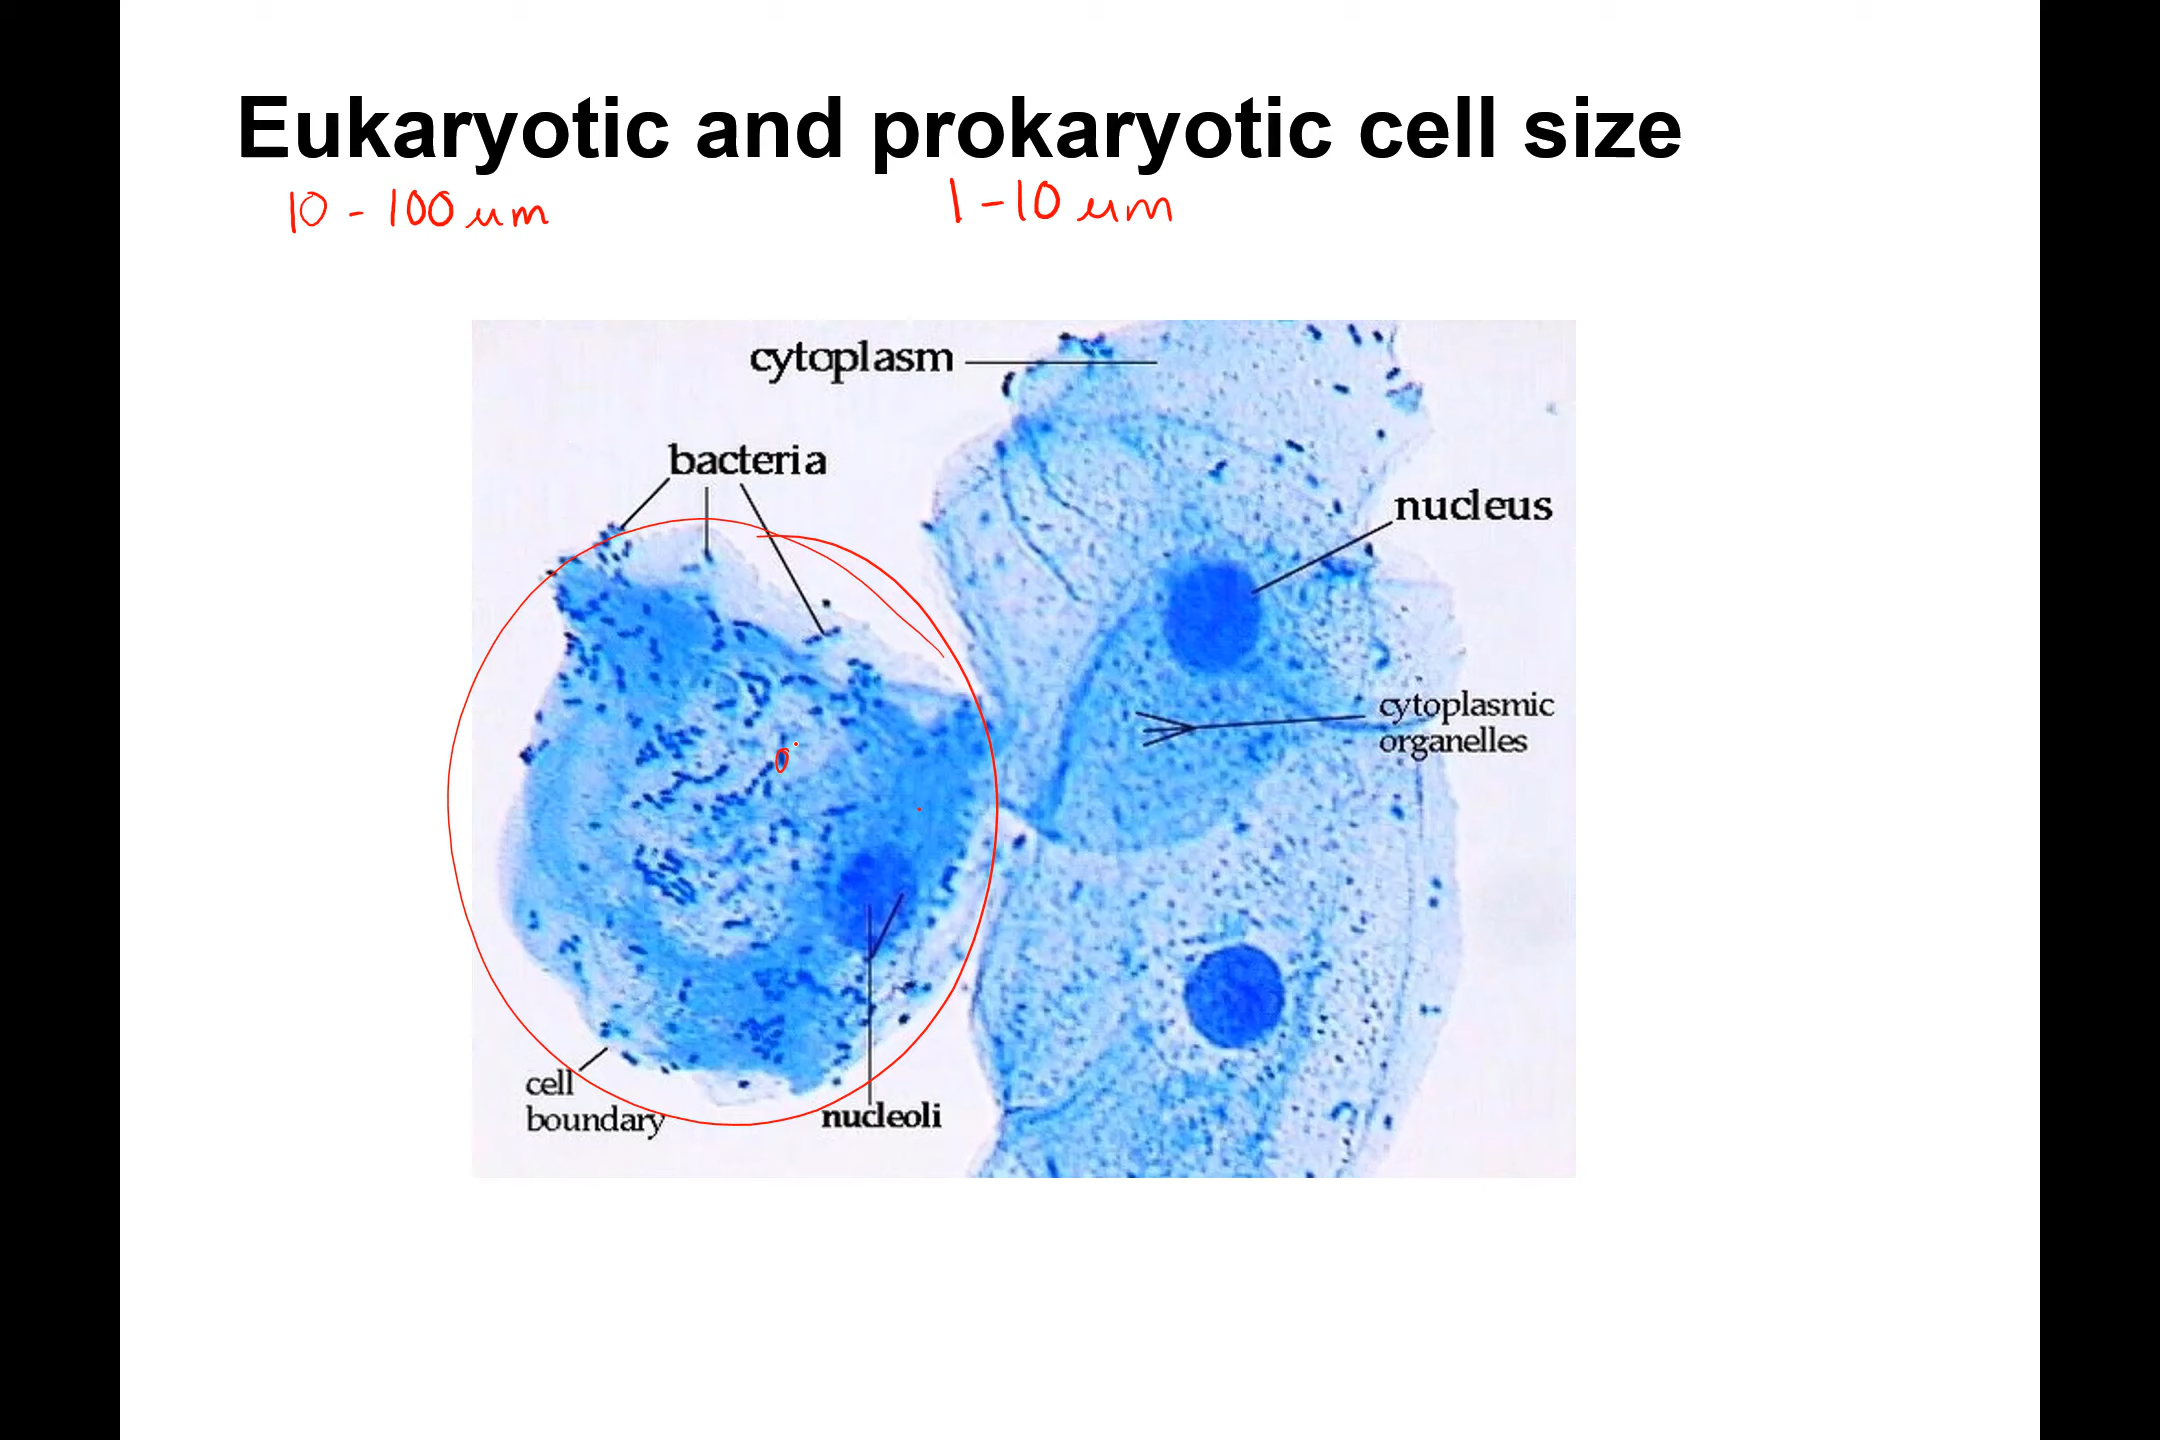 Eukaryotic and prokaryotic cell size
10 - 100 um
1 - 10 um
cytoplasm
bacteria
nucleus
cytoplasmic
organelles
cell
boundary
nucleoli